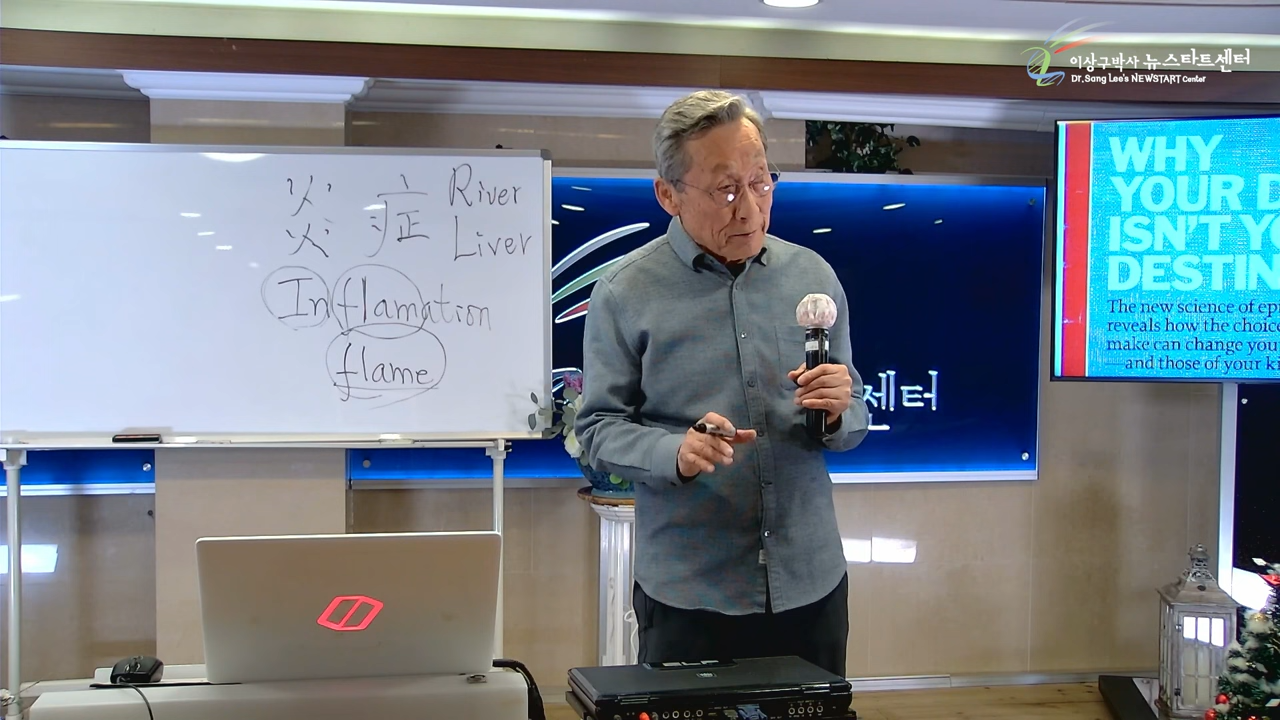 이상구박사 뉴스타트센터
Dr. Sang Lee's NEWSTART Center
炎症 River
Liver
Inflamation
flame
WHY
YOUR D
ISN'T YO
DESTIN
The new science of ep
reveals how the choic
make can change you
and those of your ki
센터